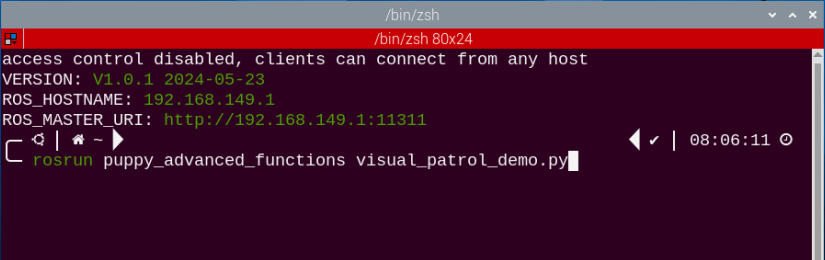 /bin/zsh
/bin/zsh 80x24
access control disabled, clients can connect from any host
VERSION: V1.0.1 2024-05-23
ROS_HOSTNAME: 192.168.149.1
ROS_MASTER_URI: http://192.168.149.1:11311
~ ✔ 08:06:11
rosrun puppy_advanced_functions visual_patrol_demo.py